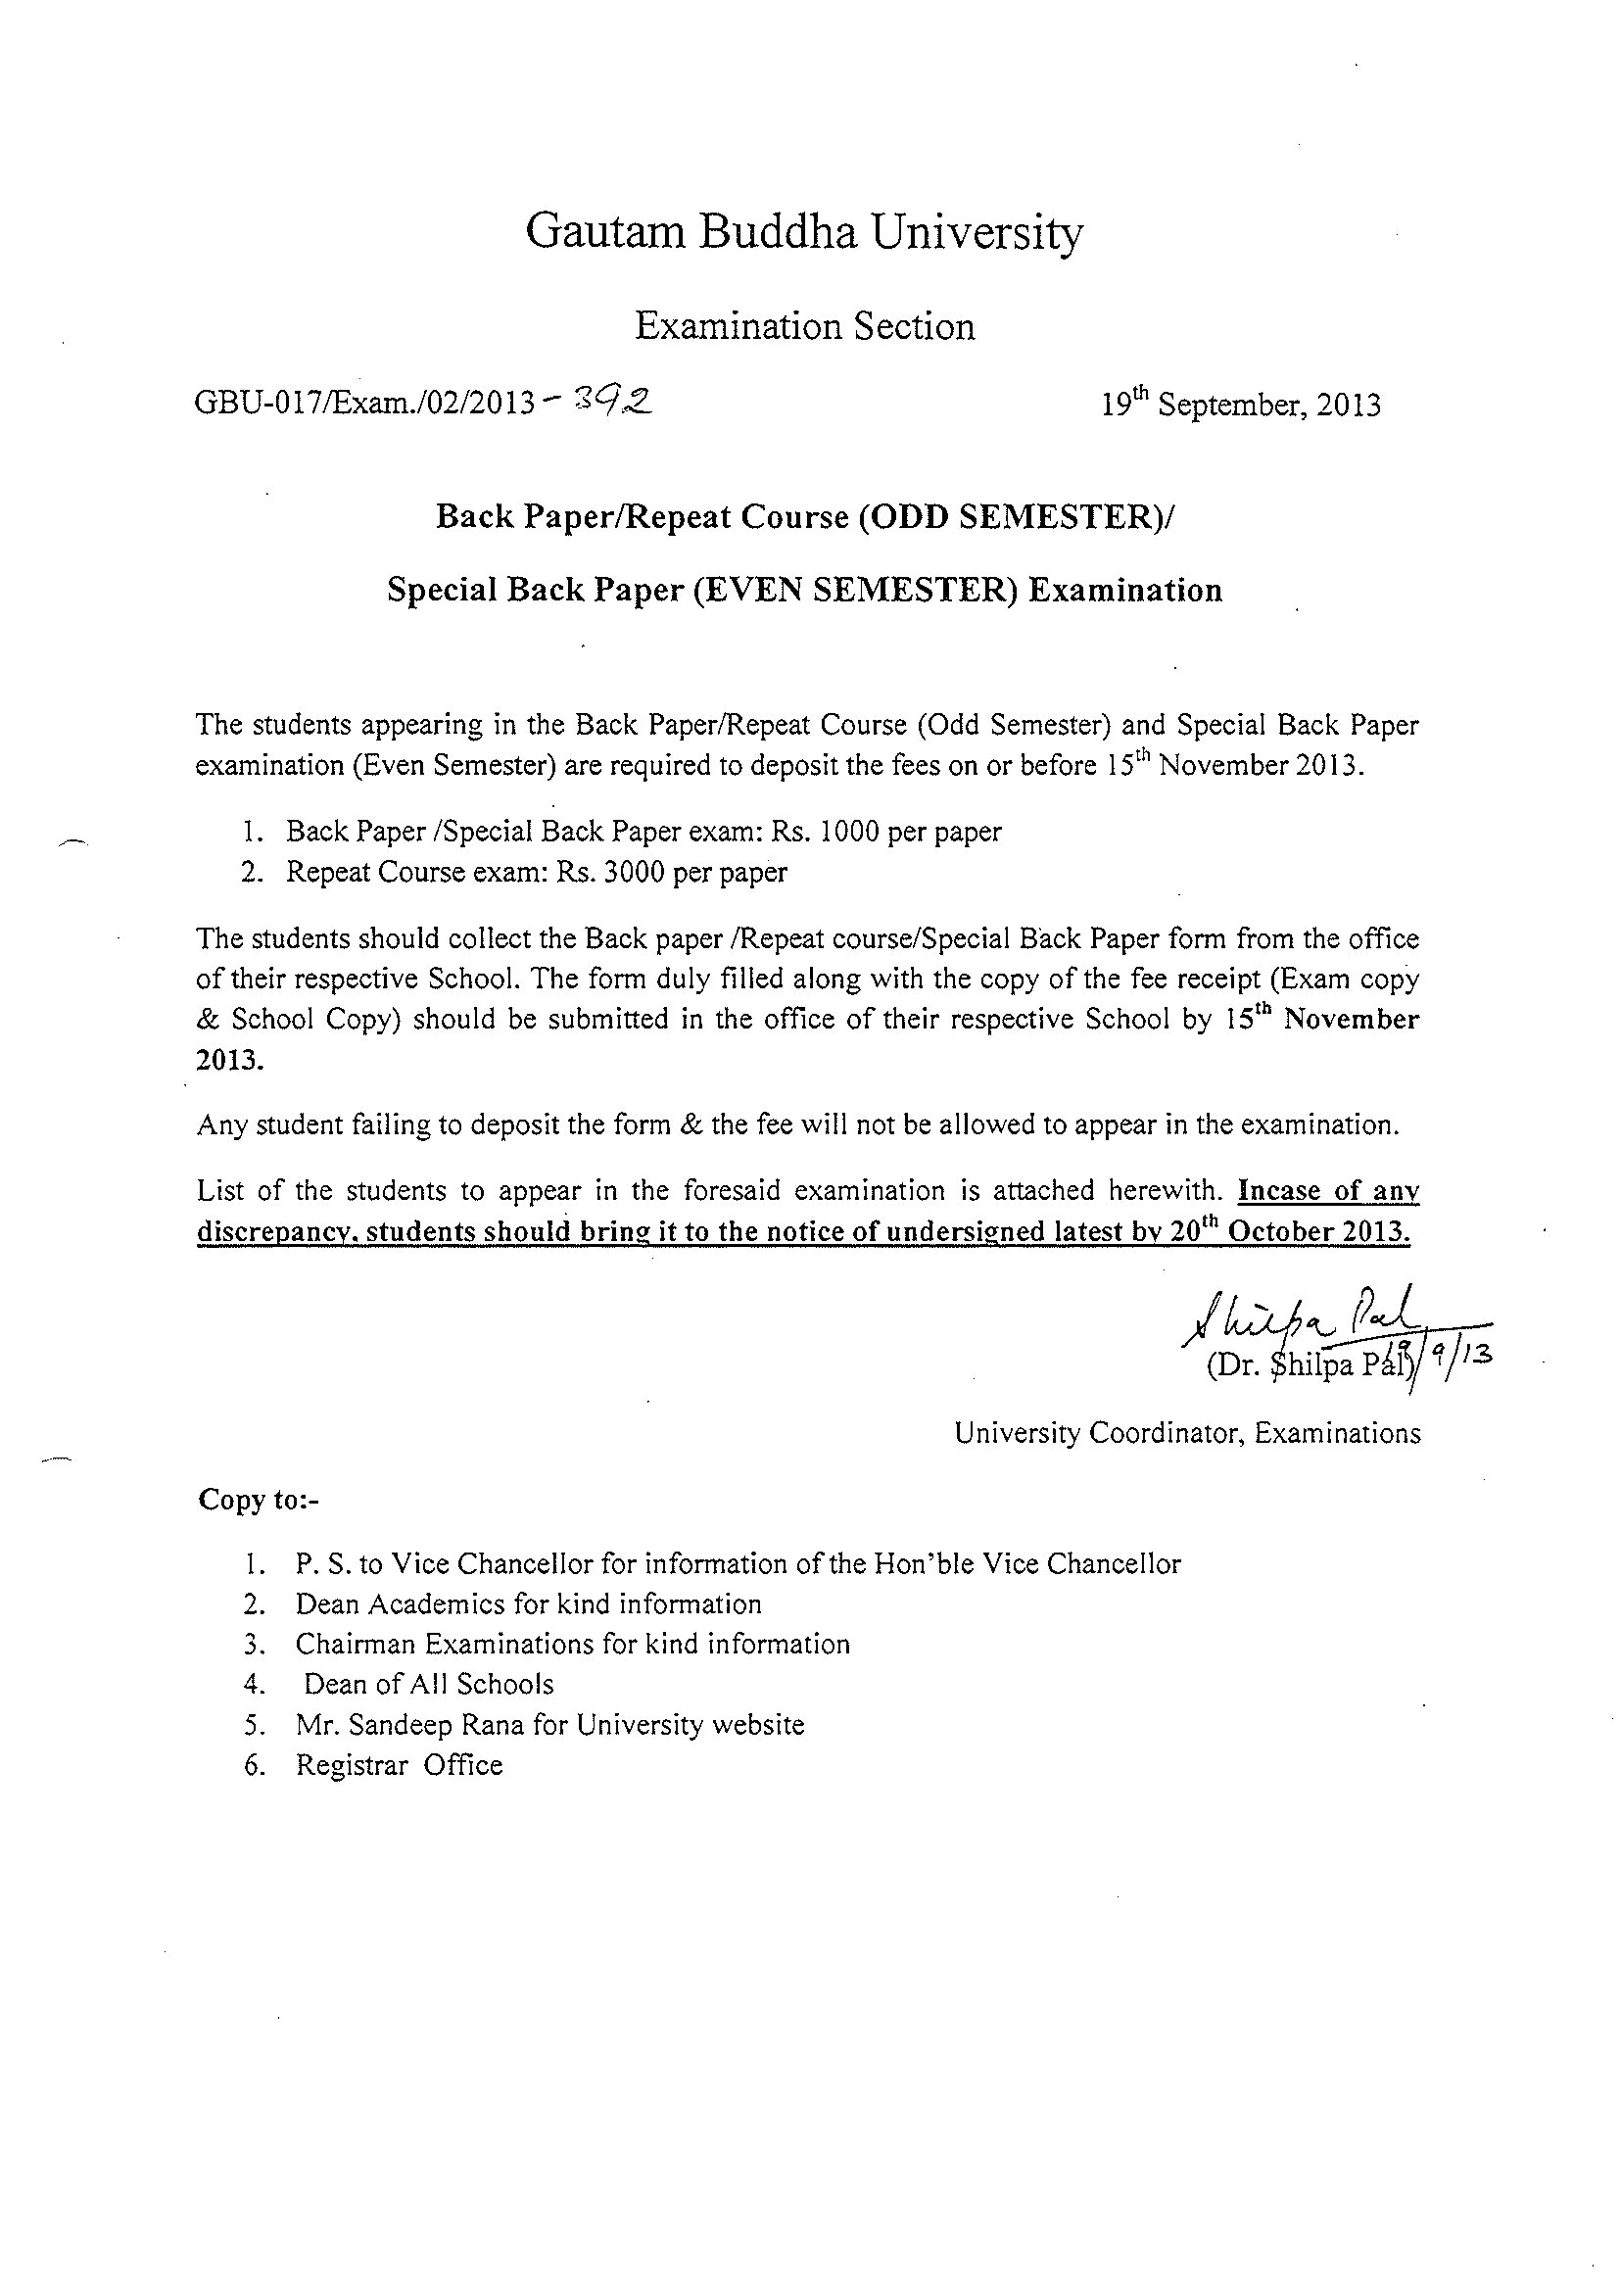 Gautam Buddha University
Examination Section
GBU-017/Exam./02/2013 - 392 19th September, 2013
Back Paper/Repeat Course (ODD SEMESTER)/
Special Back Paper (EVEN SEMESTER) Examination
The students appearing in the Back Paper/Repeat Course (Odd Semester) and Special Back Paper
examination (Even Semester) are required to deposit the fees on or before 15th November 2013.
1. Back Paper /Special Back Paper exam: Rs. 1000 per paper
2. Repeat Course exam: Rs. 3000 per paper
The students should collect the Back paper /Repeat course/Special Back Paper form from the office
of their respective School. The form duly filled along with the copy of the fee receipt (Exam copy
& School Copy) should be submitted in the office of their respective School by 15th November
2013.
Any student failing to deposit the form & the fee will not be allowed to appear in the examination.
List of the students to appear in the foresaid examination is attached herewith. Incase of any
discrepancy, students should bring it to the notice of undersigned latest by 20th October 2013.
Shilpa Pal
(Dr. Shilpa Pal) 19/9/13
University Coordinator, Examinations
Copy to:-
1. P. S. to Vice Chancellor for information of the Hon'ble Vice Chancellor
2. Dean Academics for kind information
3. Chairman Examinations for kind information
4. Dean of All Schools
5. Mr. Sandeep Rana for University website
6. Registrar Office